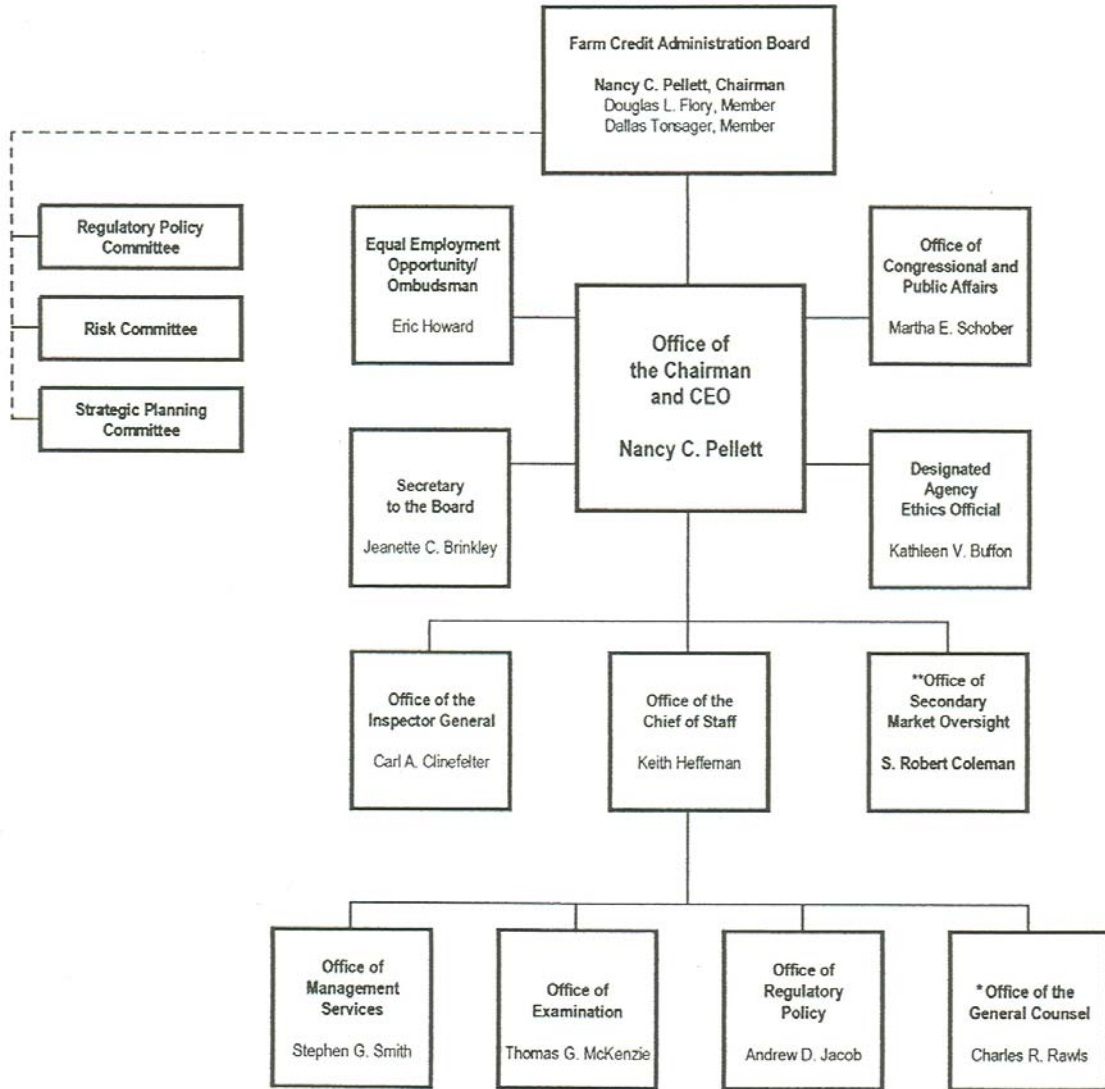 Farm Credit Administration Board
Nancy C. Pellett, Chairman
Douglas L. Flory, Member
Dallas Tonsager, Member
Regulatory Policy
Committee
Risk Committee
Strategic Planning
Committee
Equal Employment
Opportunity/
Ombudsman
Eric Howard
Office of
Congressional and
Public Affairs
Martha E. Schober
Office of
the Chairman
and CEO
Nancy C. Pellett
Secretary
to the Board
Jeanette C. Brinkley
Designated
Agency
Ethics Official
Kathleen V. Buffon
Office of the
Inspector General
Carl A. Clinefelter
Office of the
Chief of Staff
Keith Heffernan
**Office of
Secondary
Market Oversight
S. Robert Coleman
Office of
Management
Services
Stephen G. Smith
Office of
Examination
Thomas G. McKenzie
Office of
Regulatory
Policy
Andrew D. Jacob
*Office of the
General Counsel
Charles R. Rawls